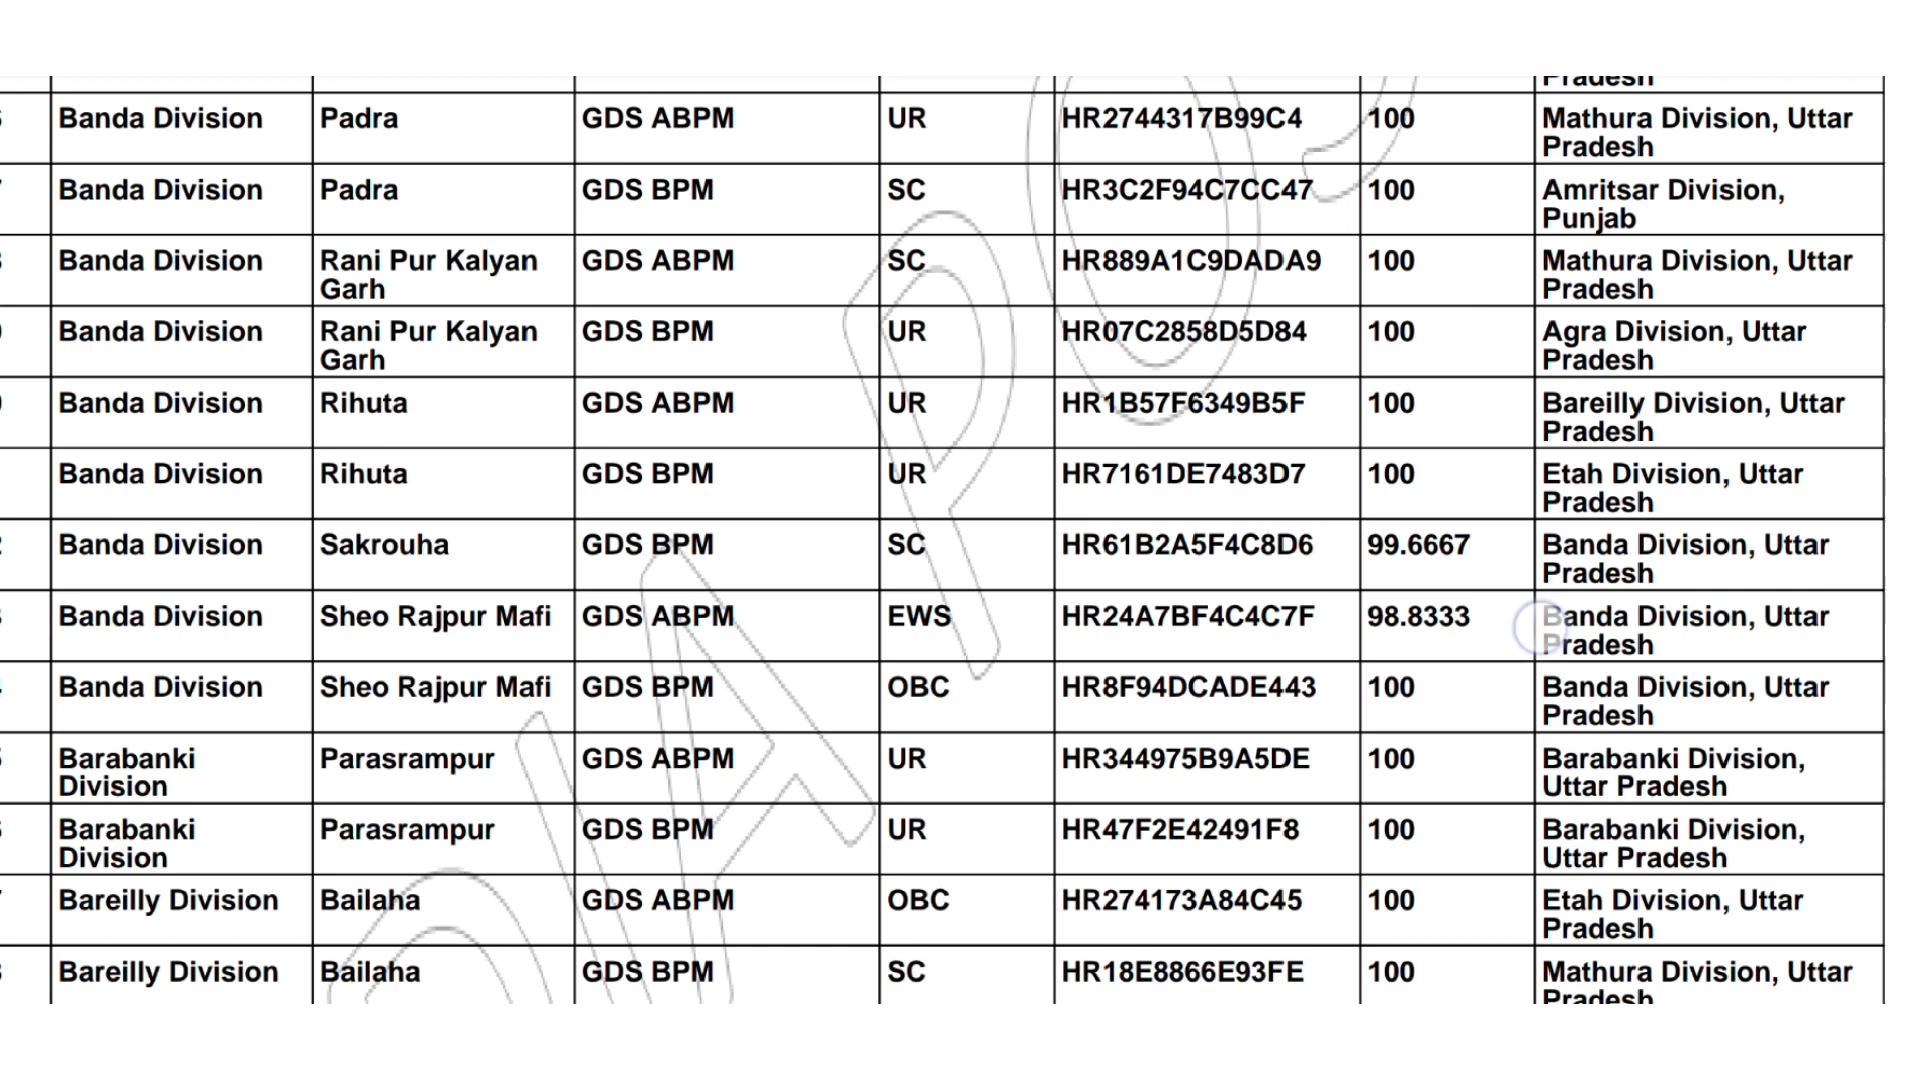 Pradesh
Banda Division Padra GDS ABPM UR HR2744317B99C4 100 Mathura Division, Uttar
Pradesh
Banda Division Padra GDS BPM SC HR3C2F94C7CC47 100 Amritsar Division,
Punjab
Banda Division Rani Pur Kalyan GDS ABPM SC HR889A1C9DADA9 100 Mathura Division, Uttar
Garh Pradesh
Banda Division Rani Pur Kalyan GDS BPM UR HR07C2858D5D84 100 Agra Division, Uttar
Garh Pradesh
Banda Division Rihuta GDS ABPM UR HR1B57F6349B5F 100 Bareilly Division, Uttar
Pradesh
Banda Division Rihuta GDS BPM UR HR7161DE7483D7 100 Etah Division, Uttar
Pradesh
Banda Division Sakrouha GDS BPM SC HR61B2A5F4C8D6 99.6667 Banda Division, Uttar
Pradesh
Banda Division Sheo Rajpur Mafi GDS ABPM EWS HR24A7BF4C4C7F 98.8333 Banda Division, Uttar
Pradesh
Banda Division Sheo Rajpur Mafi GDS BPM OBC HR8F94DCADE443 100 Banda Division, Uttar
Pradesh
Barabanki Parasrampur GDS ABPM UR HR344975B9A5DE 100 Barabanki Division,
Division Uttar Pradesh
Barabanki Parasrampur GDS BPM UR HR47F2E42491F8 100 Barabanki Division,
Division Uttar Pradesh
Bareilly Division Bailaha GDS ABPM OBC HR274173A84C45 100 Etah Division, Uttar
Pradesh
Bareilly Division Bailaha GDS BPM SC HR18E8866E93FE 100 Mathura Division, Uttar
Pradesh